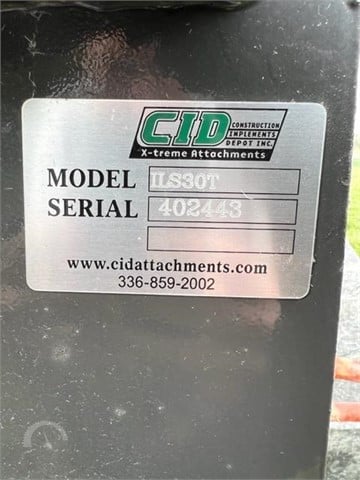 CID CONSTRUCTION
IMPLEMENTS
DEPOT INC.
X-treme Attachments
MODEL ILS30T
SERIAL 402443
www.cidattachments.com
336-859-2002